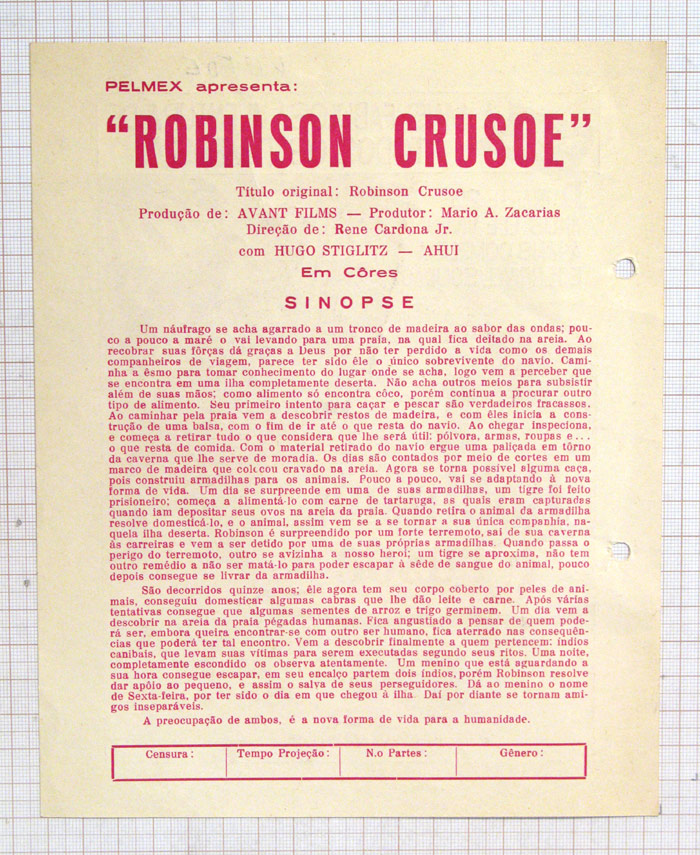 PELMEX apresenta:
“ROBINSON CRUSOE”
Título original: Robinson Crusoe
Produção de: AVANT FILMS — Produtor: Mario A. Zacarias
Direção de: Rene Cardona Jr.
com HUGO STIGLITZ — AHUI
Em Côres
SINOPSE
Um náufrago se acha agarrado a um tronco de madeira ao sabor das ondas; pou-
co a pouco a maré o vai levando para uma praia, na qual fica deitado na areia. Ao
recobrar suas fôrças dá graças a Deus por não ter perdido a vida como os demais
companheiros de viagem, parece ter sido êle o único sobrevivente do navio. Cami-
nha a êsmo para tomar conhecimento do lugar onde se acha, logo vem a perceber que
se encontra em uma ilha completamente deserta. Não acha outros meios para subsistir
além de suas mãos; como alimento só encontra côco, porém continua a procurar outro
tipo de alimento. Seu primeiro intento para caçar e pescar são verdadeiros fracassos.
Ao caminhar pela praia vem a descobrir restos de madeira, e com êles inicia a cons-
trução de uma balsa, com o fim de ir até o que resta do navio. Ao chegar inspeciona,
e começa a retirar tudo o que considera que lhe será útil: pólvora, armas, roupas e...
o que resta de comida. Com o material retirado do navio ergue uma paliçada em tôrno
da caverna que lhe serve de moradia. Os dias são contados por meio de cortes em um
marco de madeira que colocou cravado na areia. Agora se torna possível alguma caça,
pois construiu armadilhas para os animais. Pouco a pouco, vai se adaptando à nova
forma de vida. Um dia se surpreende em uma de suas armadilhas, um tigre foi feito
prisioneiro; começa a alimentá-lo com carne de tartaruga, as quais eram capturadas
quando iam depositar seus ovos na areia da praia. Quando retira o animal da armadilha
resolve domesticá-lo, e o animal, assim vem se a se tornar a sua única companhia, na-
quela ilha deserta. Robinson é surpreendido por um forte terremoto, sai de sua caverna
às carreiras e vem a ser detido por uma de suas próprias armadilhas. Quando passa o
perigo do terremoto, outro se avizinha a nosso heroi; um tigre se aproxima, não tem
outro remédio a não ser matá-lo para poder escapar à sêde de sangue do animal, pouco
depois consegue se livrar da armadilha.
São decorridos quinze anos; êle agora tem seu corpo coberto por peles de ani-
mais, conseguiu domesticar algumas cabras que lhe dão leite e carne. Após várias
tentativas consegue que algumas sementes de arroz e trigo germinem. Um dia vem a
descobrir na areia da praia pégadas humanas. Fica angustiado a pensar de quem pode-
rá ser, embora queira encontrar-se com outro ser humano, fica aterrado nas consequên-
cias que poderá ter tal encontro. Vem a descobrir finalmente a quem pertencem: índios
canibais, que levam suas vítimas para serem executadas segundo seus ritos. Uma noite,
completamente escondido os observa atentamente. Um menino que está aguardando a
sua hora consegue escapar, em seu encalço partem dois índios, porém Robinson resolve
dar apôio ao pequeno, e assim o salva de seus perseguidores. Dá ao menino o nome
de Sexta-feira, por ter sido o dia em que chegou à ilha. Daí por diante se tornam ami-
gos inseparáveis.
A preocupação de ambos, é a nova forma de vida para a humanidade.
Censura: Tempo Projeção: N.o Partes: Gênero: